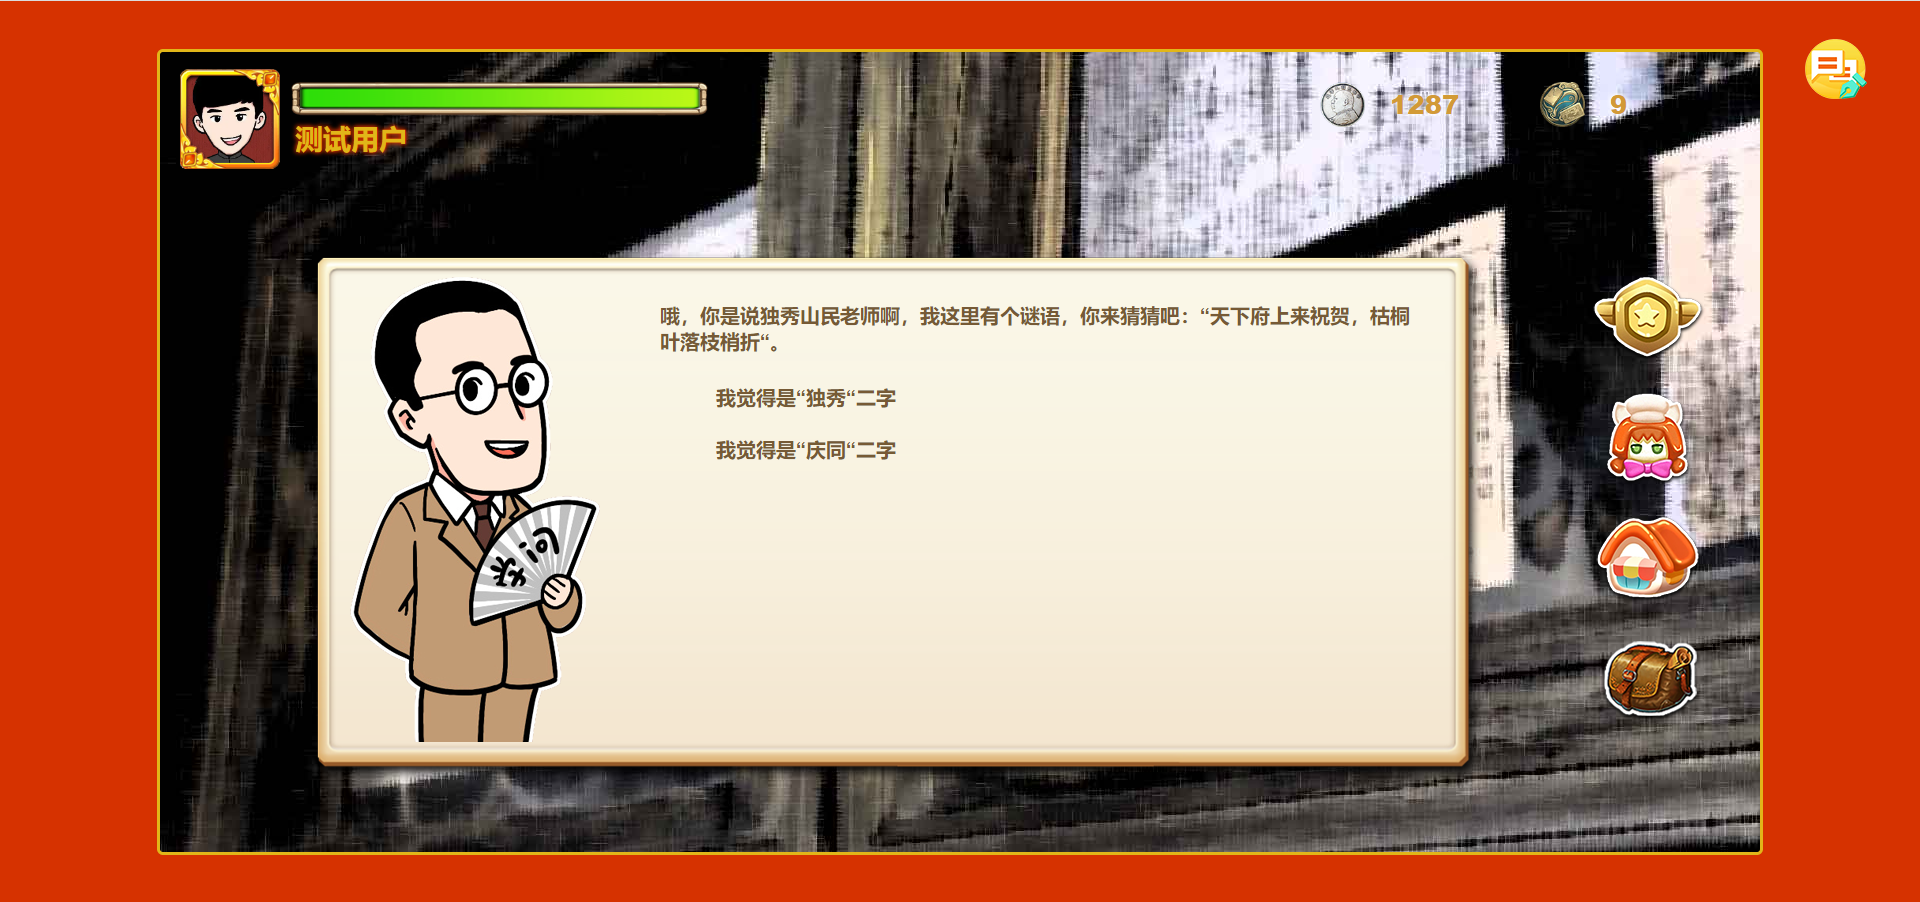 测试用户
1287
9
哦，你是说独秀山民老师啊，我这里有个谜语，你来猜猜吧：“天下府上来祝贺，枯桐
叶落枝梢折“。
我觉得是“独秀“二字
我觉得是“庆同“二字